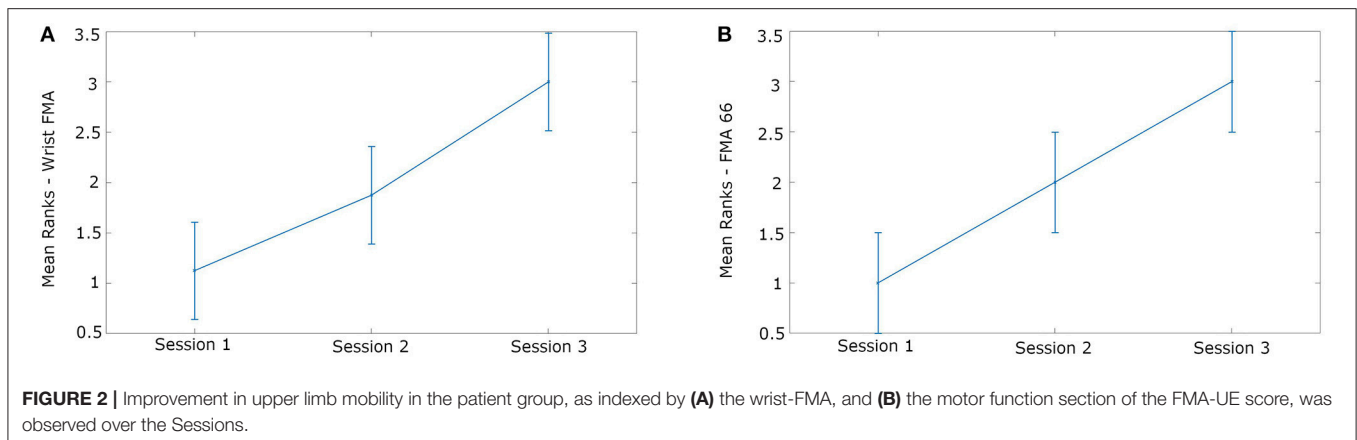 A
Mean Ranks - Wrist FMA
3.5
3
2.5
2
1.5
1
0.5
Session 1
Session 2
Session 3
B
Mean Ranks - FMA 66
3.5
3
2.5
2
1.5
1
0.5
Session 1
Session 2
Session 3
FIGURE 2 | Improvement in upper limb mobility in the patient group, as indexed by (A) the wrist-FMA, and (B) the motor function section of the FMA-UE score, was
observed over the Sessions.